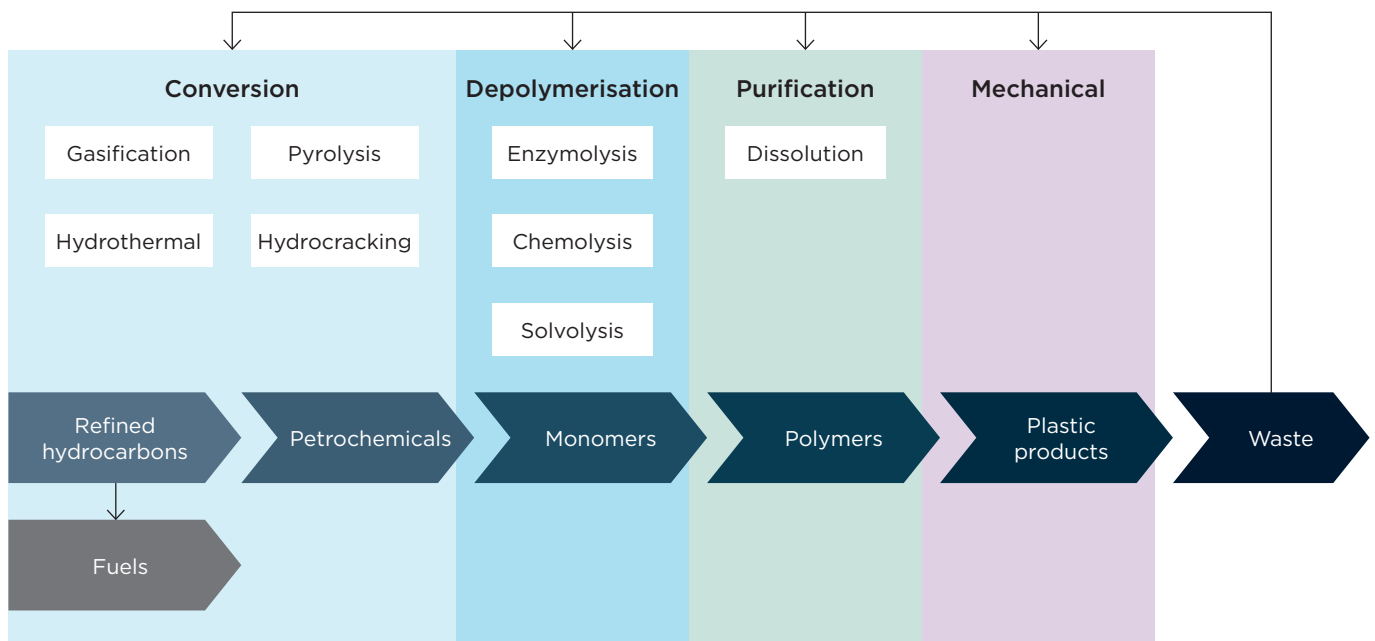 Conversion
Depolymerisation
Purification
Mechanical
Gasification
Pyrolysis
Enzymolysis
Dissolution
Hydrothermal
Hydrocracking
Chemolysis
Solvolysis
Refined
hydrocarbons
Petrochemicals
Monomers
Polymers
Plastic
products
Waste
Fuels